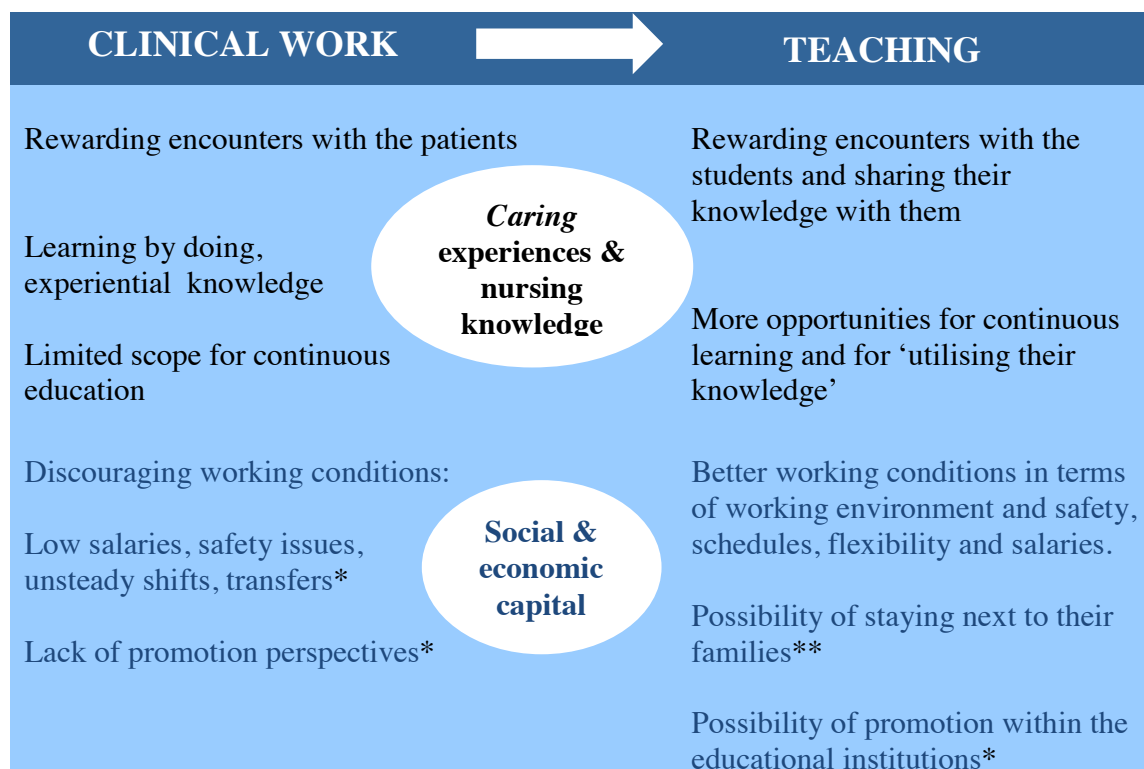 CLINICAL WORK
TEACHING
Rewarding encounters with the patients
Learning by doing,
experiential knowledge
Limited scope for continuous
education
Caring
experiences &
nursing
knowledge
Rewarding encounters with the
students and sharing their
knowledge with them
More opportunities for continuous
learning and for ‘utilising their
knowledge’
Discouraging working conditions:
Low salaries, safety issues,
unsteady shifts, transfers*
Lack of promotion perspectives*
Social &
economic
capital
Better working conditions in terms
of working environment and safety,
schedules, flexibility and salaries.
Possibility of staying next to their
families**
Possibility of promotion within the
educational institutions*